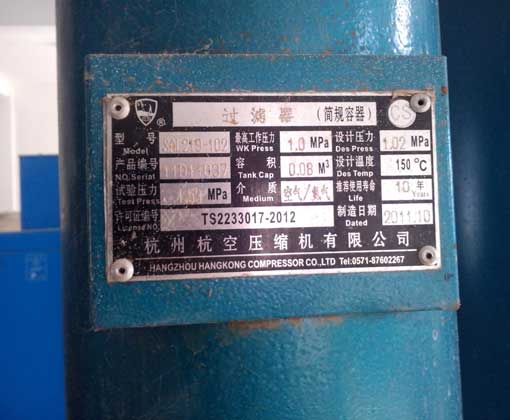 过滤器 (简规容器) CS
®
型号 Model SAL219-102 最高工作压力 WK Press 1.0 MPa 设计压力 Des Press 1.02 MPa
产品编号 NO.Serial 容积 Tank Cap 0.08 M³ 设计温度 Des Temp 150 ℃
试验压力 Test Press MPa 介质 Medium 空气/氮气 推荐使用寿命 Life 10 年 Years
许可证编号 License NO. TS2233017-2012 制造日期 Dated 2011.10
杭州杭空压缩机有限公司
HANGZHOU HANGKONG COMPRESSOR CO.,LTD Tel:0571-87602267